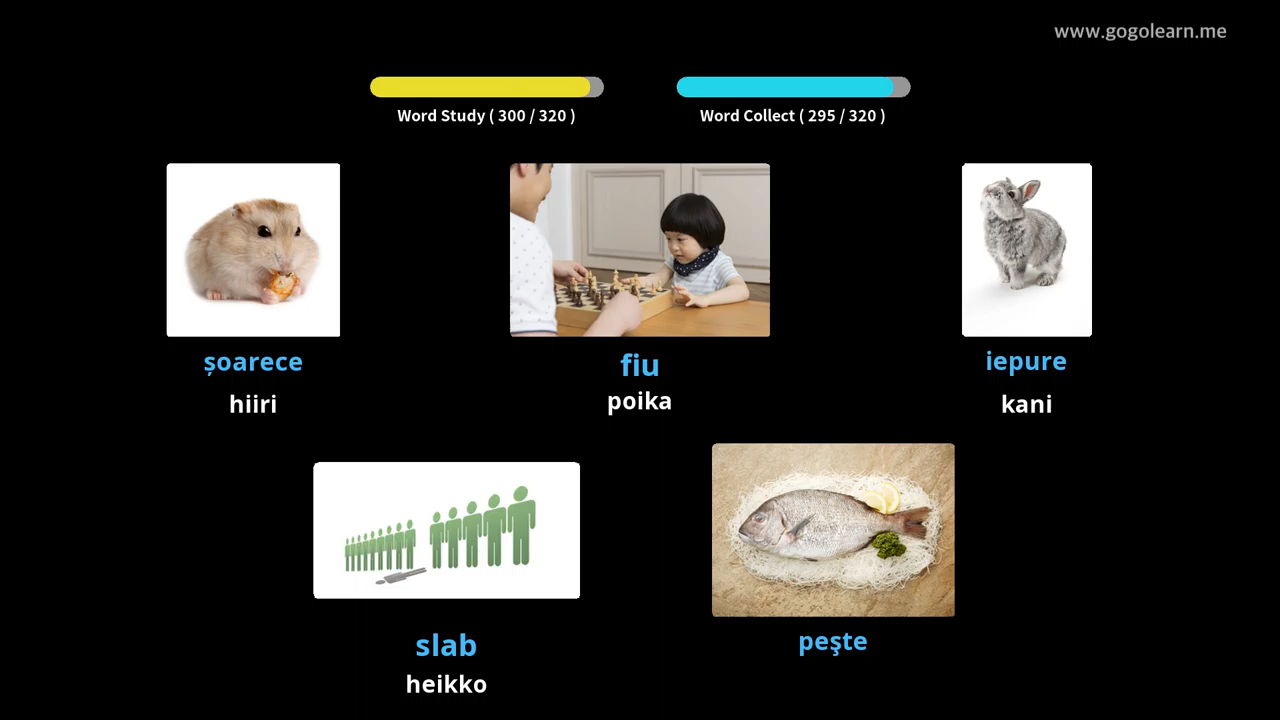 www.gogolearn.me
Word Study ( 300 / 320 )
Word Collect ( 295 / 320 )
șoarece
fiu
iepure
hiiri
poika
kani
slab
peşte
heikko